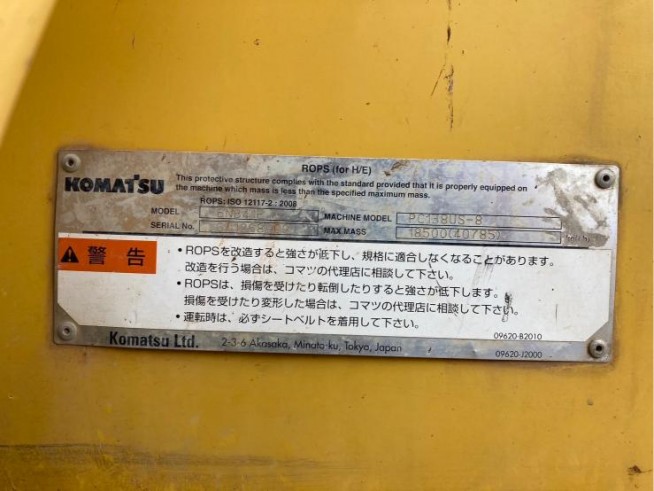 ROPS (for H/E)
KOMATSU
This protective structure complies with the standard provided that it is properly equipped on
the machine which mass is less than the specified maximum mass.
ROPS: ISO 12117-2 : 2008
MODEL MACHINE MODEL PC138US-8
SERIAL No. MAX MASS 18500(40785)
警告
・ROPSを改造すると強さが低下し、規格に適合しなくなることがあります。
改造を行う場合は、コマツの代理店に相談して下さい。
・ROPSは、損傷を受けたり転倒したりすると強さが低下します。
損傷を受けたり変形した場合は、コマツの代理店に相談して下さい。
・運転時は、必ずシートベルトを着用して下さい。
09620-B2010
Komatsu Ltd. 2-3-6 Akasaka, Minato-ku, Tokyo, Japan
09620-J2000